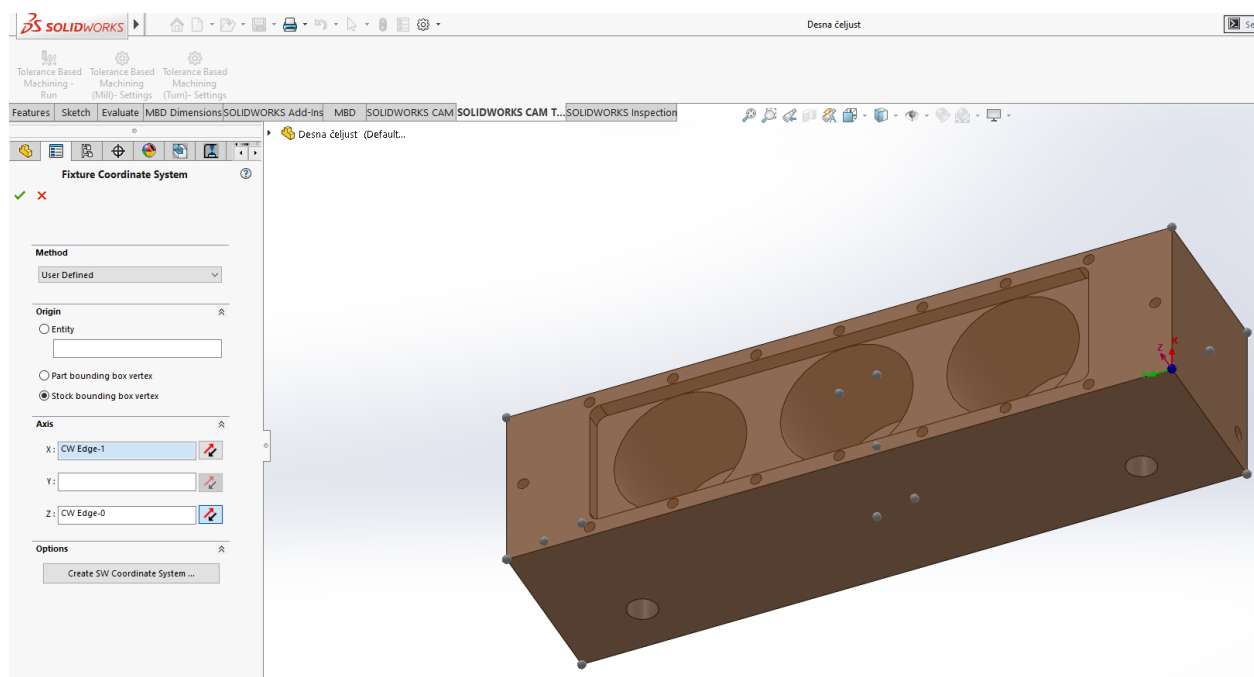 SOLIDWORKS
Desna čeljust
Se
Tolerance Based Machining - Run
Tolerance Based Machining (Mill)- Settings
Tolerance Based Machining (Turn)- Settings
Features Sketch Evaluate MBD Dimensions SOLIDWORKS Add-Ins MBD SOLIDWORKS CAM SOLIDWORKS CAM T... SOLIDWORKS Inspection
Desna čeljust (Default...
Fixture Coordinate System
Method
User Defined
Origin
Entity
Part bounding box vertex
Stock bounding box vertex
Axis
X : CW Edge-1
Y :
Z : CW Edge-0
Options
Create SW Coordinate System ...
Z
X